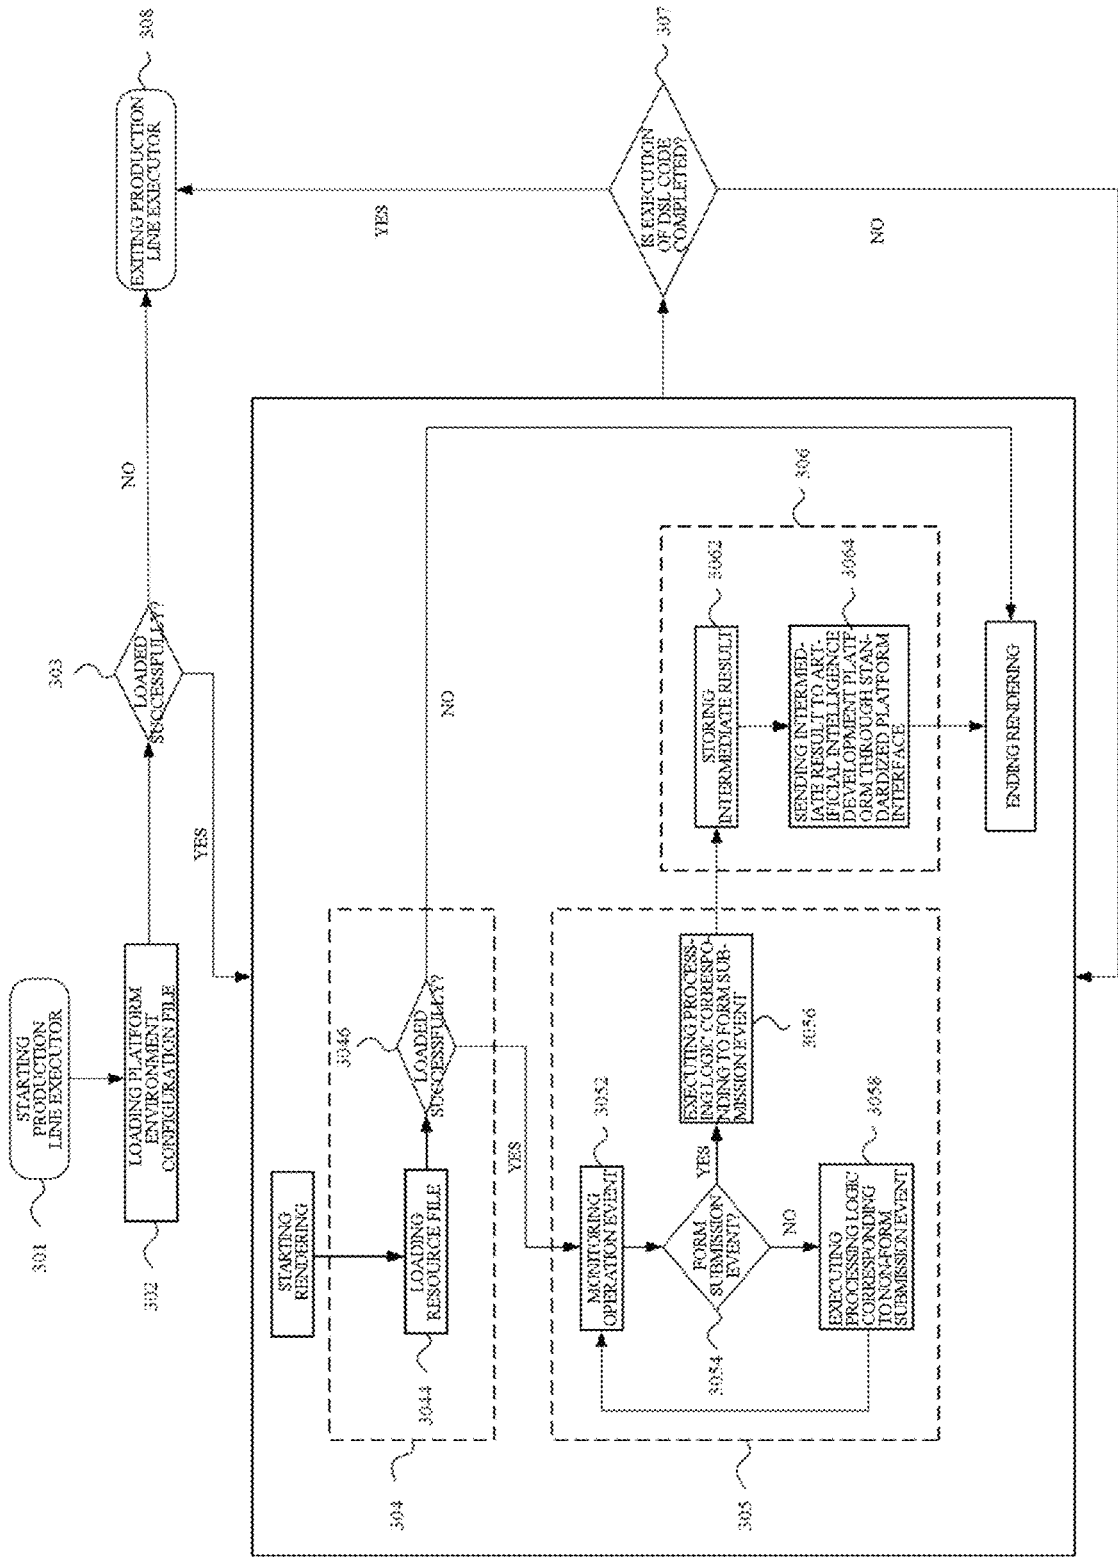 301
STARTING
PRODUCTION
LINE EXECUTOR
302
LOADING PLATFORM
ENVIRONMENT
CONFIGURATION FILE
303
LOADED
SUCCESSFULLY?
NO
YES
308
EXITING PRODUCTION
LINE EXECUTOR
STARTING
RENDERING
304
3044
LOADING
RESOURCE FILE
3046
LOADED
SUCCESSFULLY?
NO
YES
305
3052
MONITORING
OPERATION EVENT
3054
FORM
SUBMISSION
EVENT?
YES
NO
EXECUTING PROCESS-
ING LOGIC CORRESPO-
NDING TO FORM SUB-
MISSION EVENT
3056
3058
EXECUTING
PROCESSING LOGIC
CORRESPONDING
TO NON-FORM
SUBMISSION EVENT
306
3062
STORING
INTERMEDIATE RESULT
3064
SENDING INTERMED-
IATE RESULT TO ART-
IFICIAL INTELLIGENCE
DEVELOPMENT PLATF-
ORM THROUGH STAN-
DARDIZED PLATFORM
INTERFACE
ENDING RENDERING
307
IS EXECUTION
OF DSL CODE
COMPLETED?
YES
NO